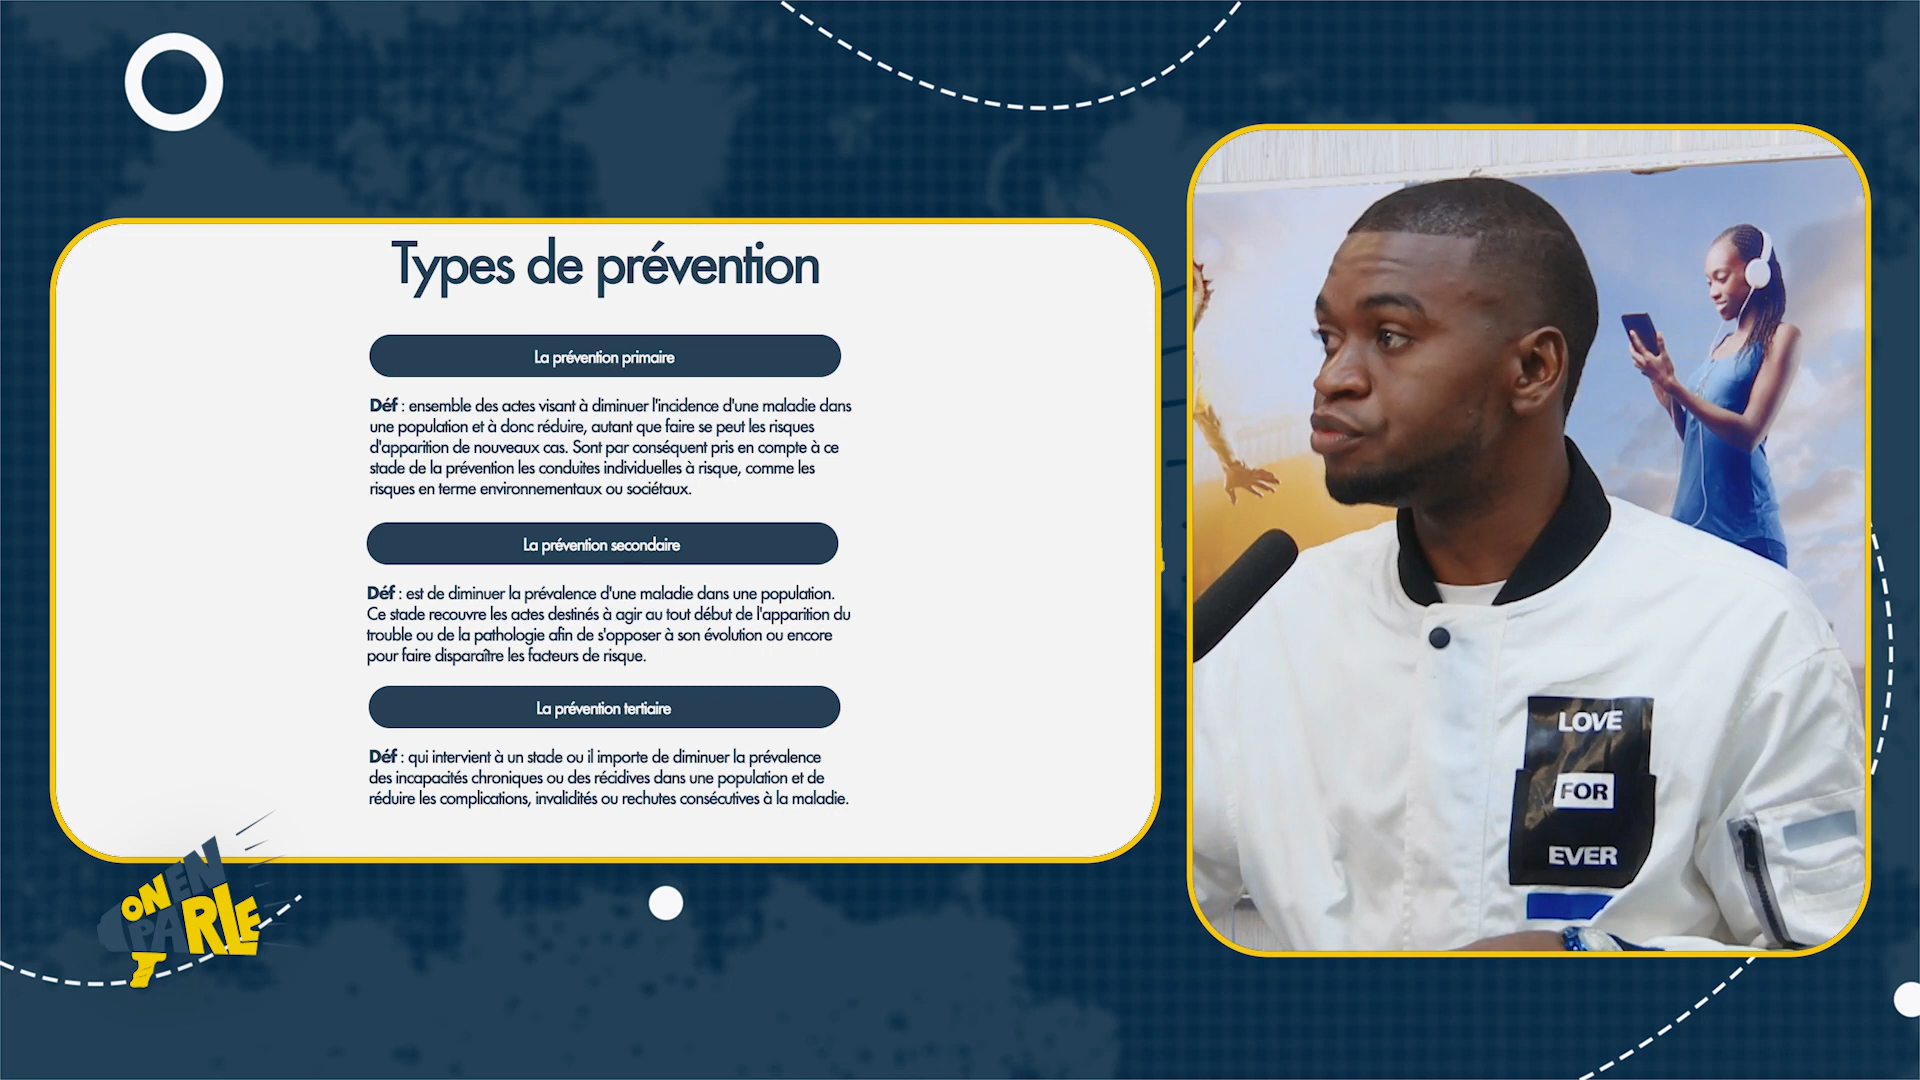 Types de prévention
La prévention primaire
Déf : ensemble des actes visant à diminuer l'incidence d'une maladie dans
une population et à donc réduire, autant que faire se peut les risques
d'apparition de nouveaux cas. Sont par conséquent pris en compte à ce
stade de la prévention les conduites individuelles à risque, comme les
risques en terme environnementaux ou sociétaux.
La prévention secondaire
Déf : est de diminuer la prévalence d'une maladie dans une population.
Ce stade recouvre les actes destinés à agir au tout début de l'apparition du
trouble ou de la pathologie afin de s'opposer à son évolution ou encore
pour faire disparaître les facteurs de risque.
La prévention tertiaire
Déf : qui intervient à un stade ou il importe de diminuer la prévalence
des incapacités chroniques ou des récidives dans une population et de
réduire les complications, invalidités ou rechutes consécutives à la maladie.
ON EN
PARLE
LOVE
FOR
EVER